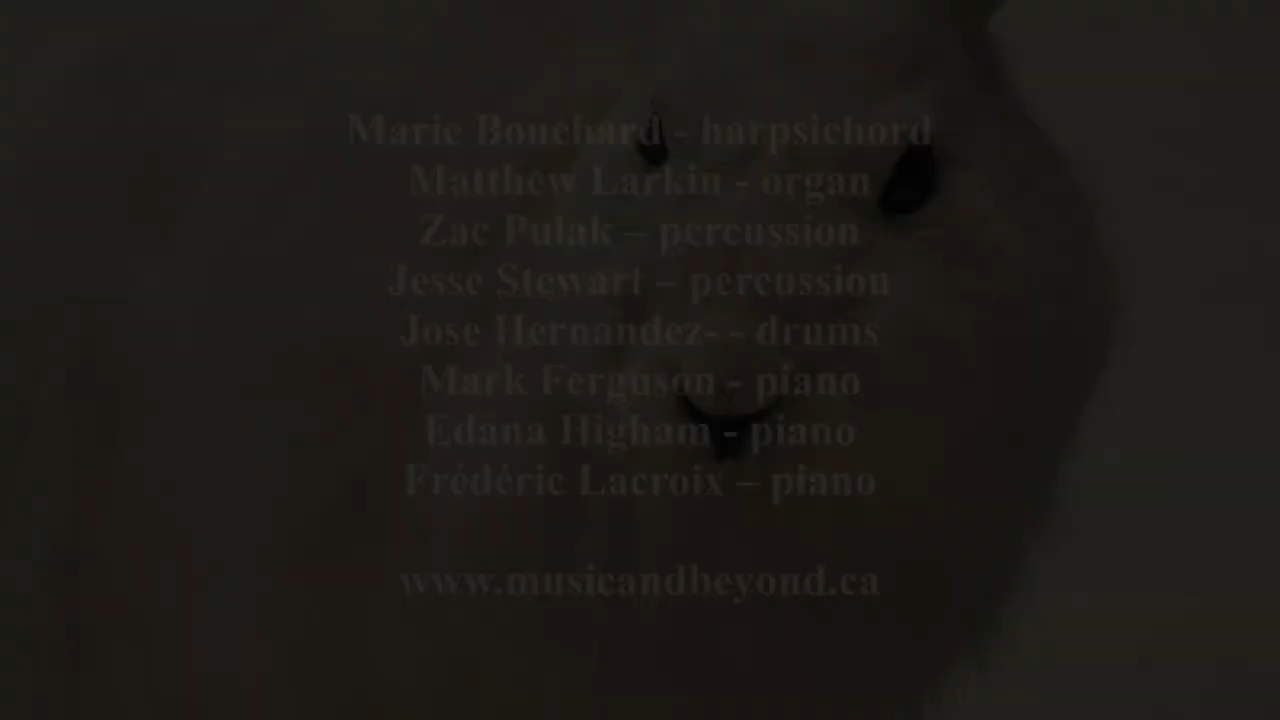 Marie Bouchard - harpsichord
Matthew Larkin - organ
Zac Pulak – percussion
Jesse Stewart – percussion
Jose Hernandez- - drums
Mark Ferguson - piano
Edana Higham - piano
Frédéric Lacroix – piano
www.musicandbeyond.ca